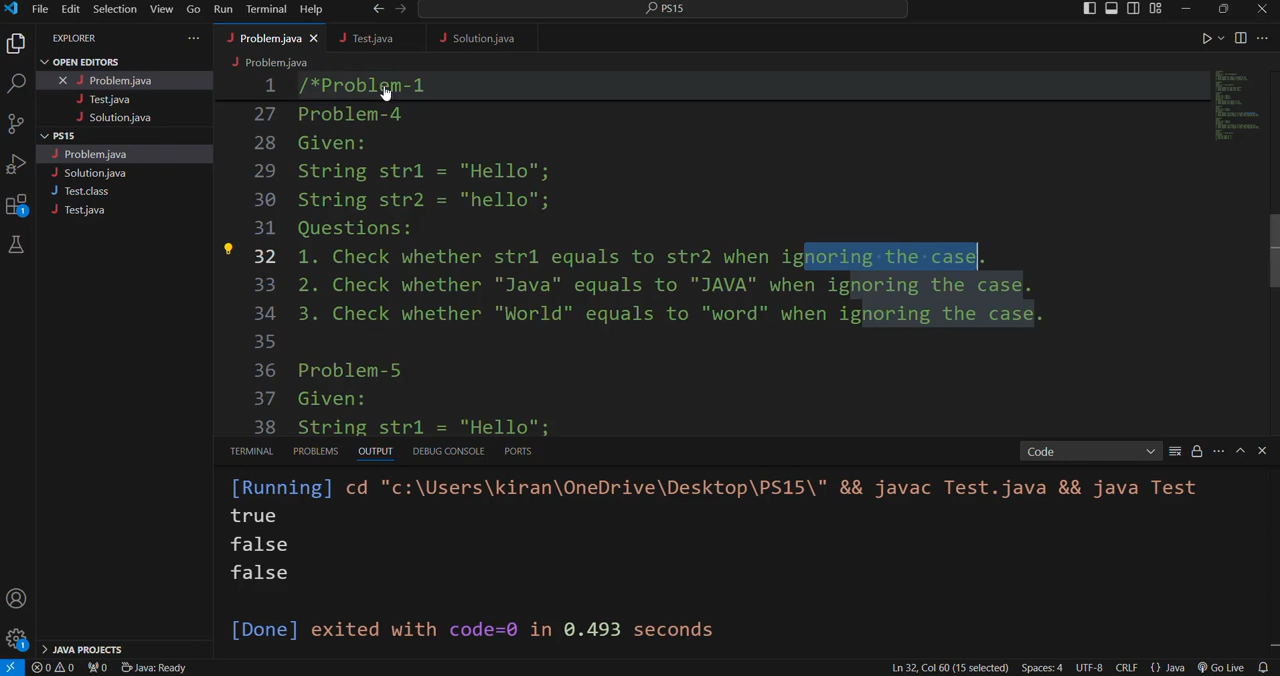 File Edit Selection View Go Run Terminal Help
PS15
EXPLORER
OPEN EDITORS
Problem.java
Test.java
Solution.java
PS15
Problem.java
Solution.java
Test.class
Test.java
JAVA PROJECTS
Problem.java Test.java Solution.java
Problem.java
1 /*Problem-1
27 Problem-4
28 Given:
29 String str1 = "Hello";
30 String str2 = "hello";
31 Questions:
32 1. Check whether str1 equals to str2 when ignoring the case.
33 2. Check whether "Java" equals to "JAVA" when ignoring the case.
34 3. Check whether "World" equals to "word" when ignoring the case.
35
36 Problem-5
37 Given:
38 String str1 = "Hello";
TERMINAL PROBLEMS OUTPUT DEBUG CONSOLE PORTS
Code
[Running] cd "c:\Users\kiran\OneDrive\Desktop\PS15\" && javac Test.java && java Test
true
false
false
[Done] exited with code=0 in 0.493 seconds
0 0 0 Java: Ready Ln 32, Col 60 (15 selected) Spaces: 4 UTF-8 CRLF {} Java Go Live